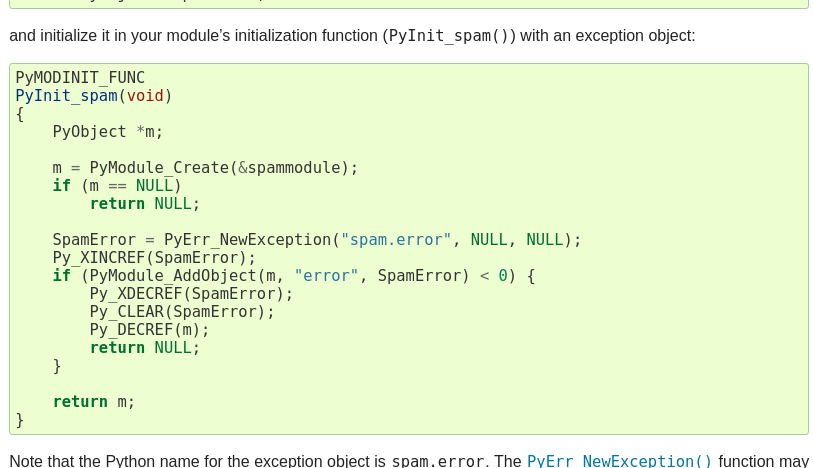 and initialize it in your module’s initialization function (PyInit_spam()) with an exception object:
PyMODINIT_FUNC
PyInit_spam(void)
{
    PyObject *m;

    m = PyModule_Create(&spammodule);
    if (m == NULL)
        return NULL;

    SpamError = PyErr_NewException("spam.error", NULL, NULL);
    Py_XINCREF(SpamError);
    if (PyModule_AddObject(m, "error", SpamError) < 0) {
        Py_XDECREF(SpamError);
        Py_CLEAR(SpamError);
        Py_DECREF(m);
        return NULL;
    }

    return m;
}
Note that the Python name for the exception object is spam.error. The PyErr_NewException() function may